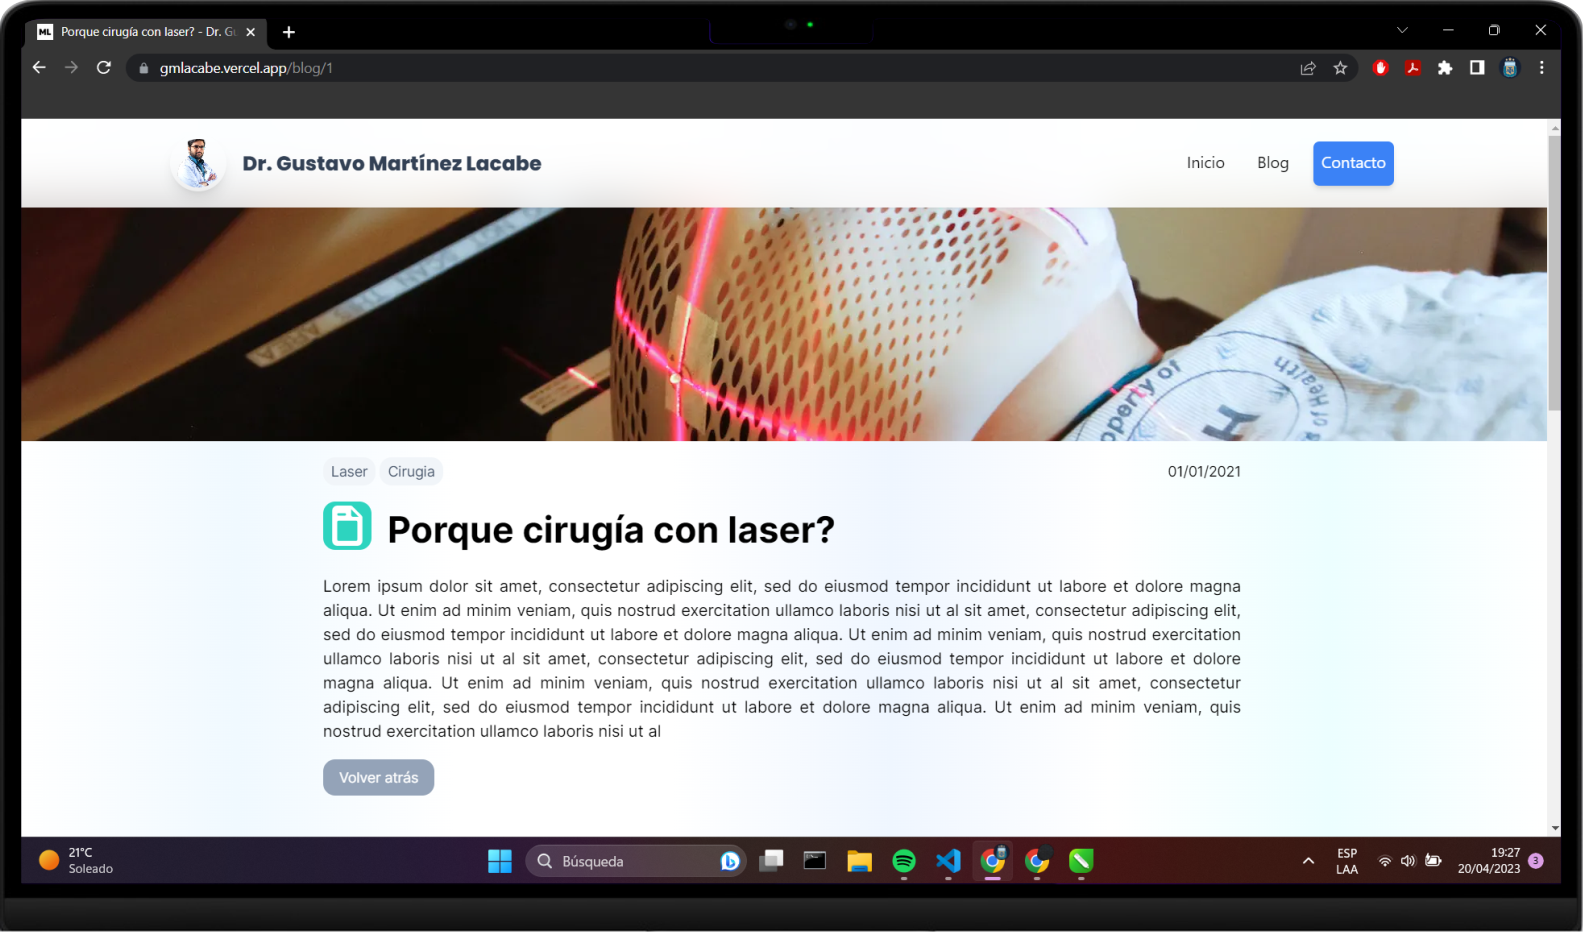 ML Porque cirugía con laser? - Dr. G
gmlacabe.vercel.app/blog/1
Dr. Gustavo Martínez Lacabe
Inicio
Blog
Contacto
Property of
H
of Health
Laser
Cirugia
01/01/2021
Porque cirugía con laser?
Lorem ipsum dolor sit amet, consectetur adipiscing elit, sed do eiusmod tempor incididunt ut labore et dolore magna
aliqua. Ut enim ad minim veniam, quis nostrud exercitation ullamco laboris nisi ut al sit amet, consectetur adipiscing elit,
sed do eiusmod tempor incididunt ut labore et dolore magna aliqua. Ut enim ad minim veniam, quis nostrud exercitation
ullamco laboris nisi ut al sit amet, consectetur adipiscing elit, sed do eiusmod tempor incididunt ut labore et dolore
magna aliqua. Ut enim ad minim veniam, quis nostrud exercitation ullamco laboris nisi ut al sit amet, consectetur
adipiscing elit, sed do eiusmod tempor incididunt ut labore et dolore magna aliqua. Ut enim ad minim veniam, quis
nostrud exercitation ullamco laboris nisi ut al
Volver atrás
21°C
Soleado
Búsqueda
ESP
LAA
19:27
20/04/2023
3